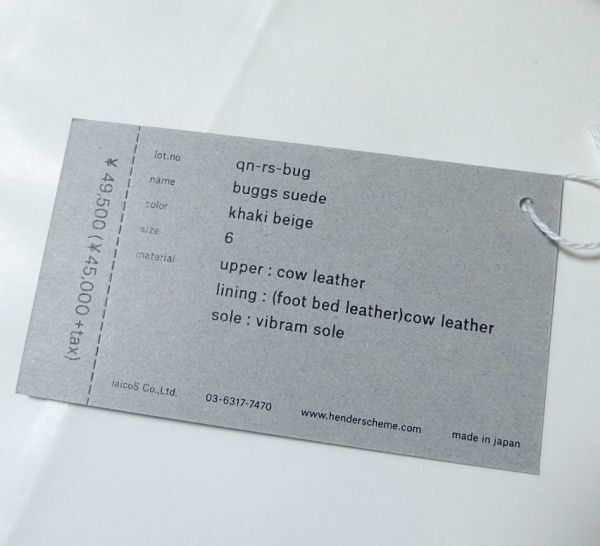 lot.no qn-rs-bug
name buggs suede
color khaki beige
size 6
material upper : cow leather
lining : (foot bed leather)cow leather
sole : vibram sole
¥ 49,500 (¥45,000 +tax)
laicoS Co.,Ltd. 03-6317-7470 www.henderscheme.com made in japan